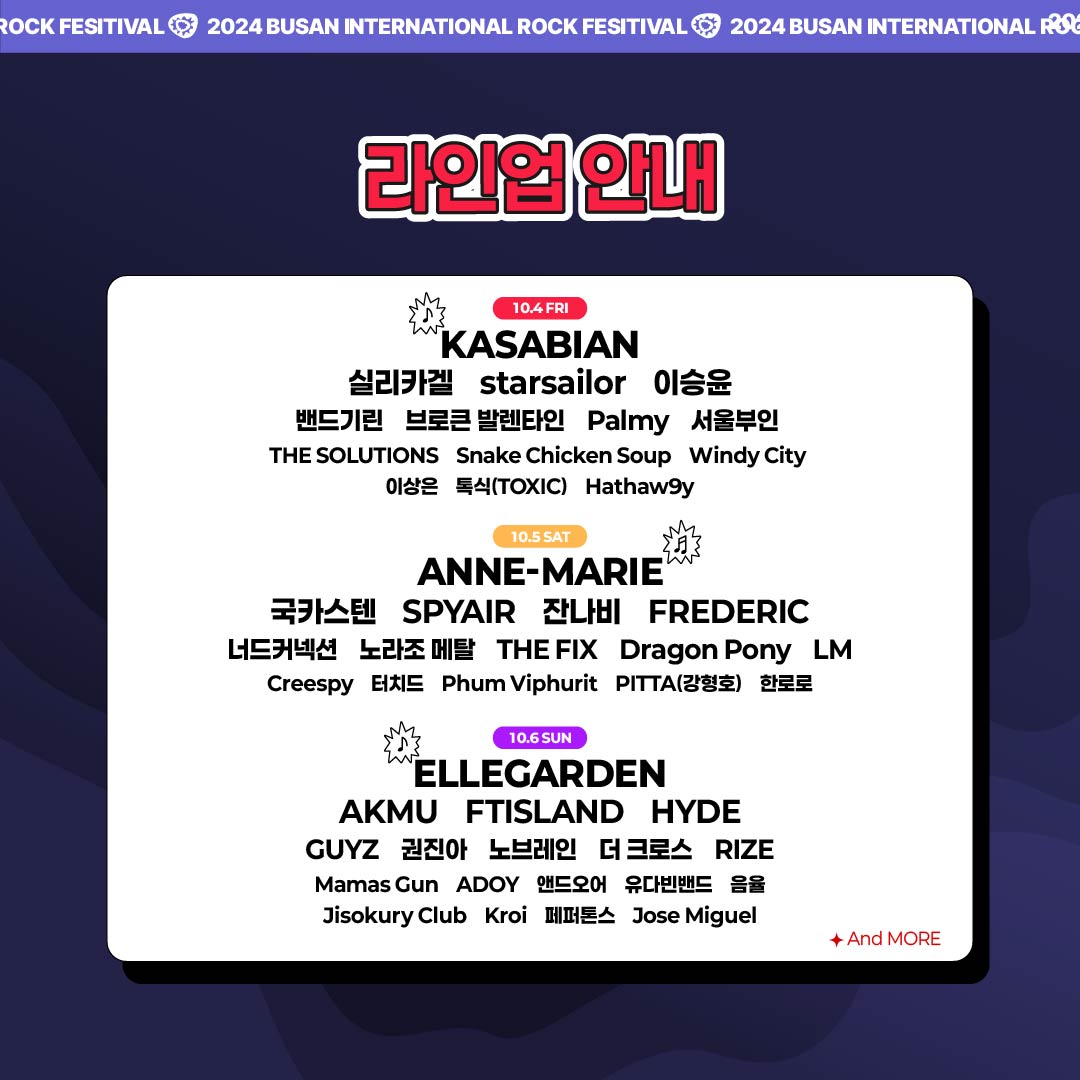 ROCK FESITIVAL 2024 BUSAN INTERNATIONAL ROCK FESITIVAL 2024 BUSAN INTERNATIONAL
라인업 안내
10.4 FRI
KASABIAN
실리카겔 starsailor 이승윤
밴드기린 브로큰 발렌타인 Palmy 서울부인
THE SOLUTIONS Snake Chicken Soup Windy City
이상은 톡식(TOXIC) Hathaw9y
10.5 SAT
ANNE-MARIE
국카스텐 SPYAIR 잔나비 FREDERIC
너드커넥션 노라조 메탈 THE FIX Dragon Pony LM
Creespy 터치드 Phum Viphurit PITTA(강형호) 한로로
10.6 SUN
ELLEGARDEN
AKMU FTISLAND HYDE
GUYZ 권진아 노브레인 더 크로스 RIZE
Mamas Gun ADOY 앤드오어 유다빈밴드 음율
Jisokury Club Kroi 페퍼톤스 Jose Miguel
And MORE